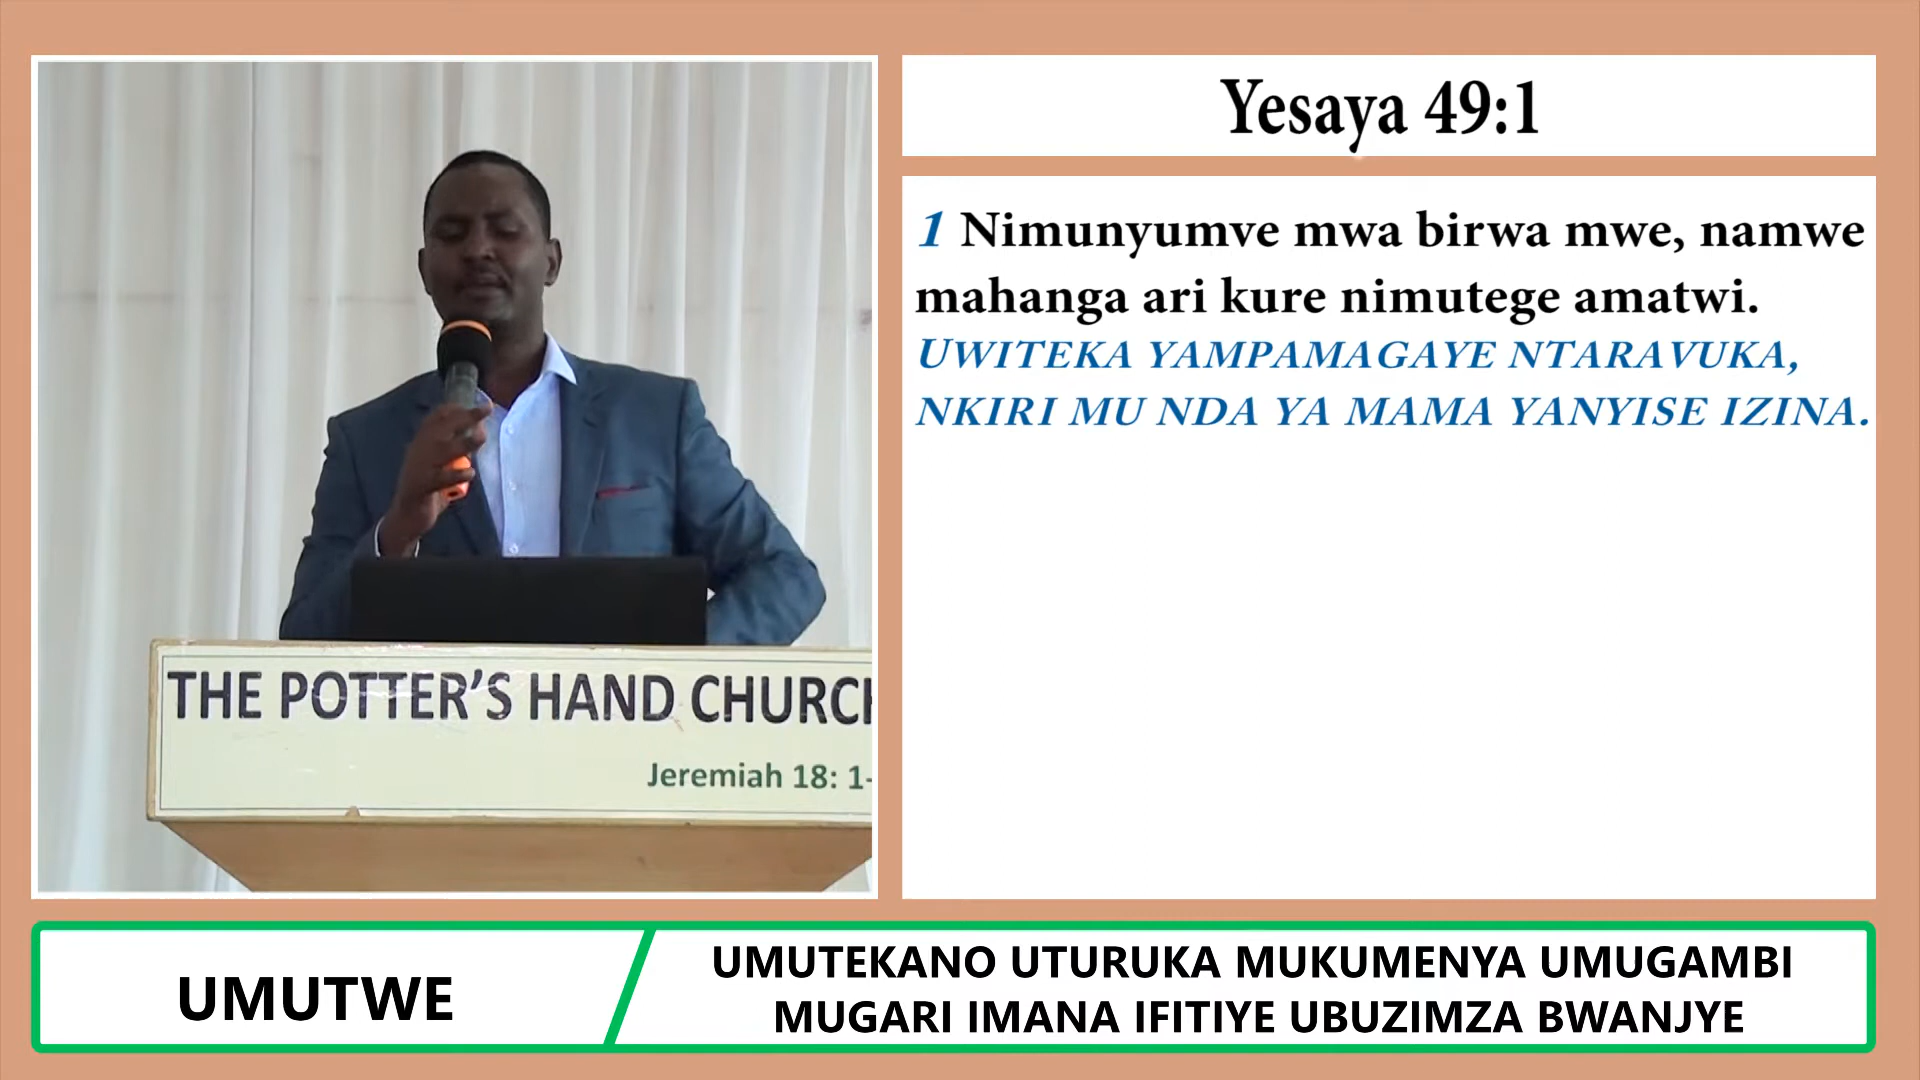 Yesaya 49:1
1 Nimunyumve mwa birwa mwe, namwe
mahanga ari kure nimutege amatwi.
UWITEKA YAMPAMAGAYE NTARAVUKA,
NKIRI MU NDA YA MAMA YANYISE IZINA.
THE POTTER'S HAND CHURCH
Jeremiah 18: 1-
UMUTWE
UMUTEKANO UTURUKA MUKUMENYA UMUGAMBI
MUGARI IMANA IFITIYE UBUZIMZA BWANJYE